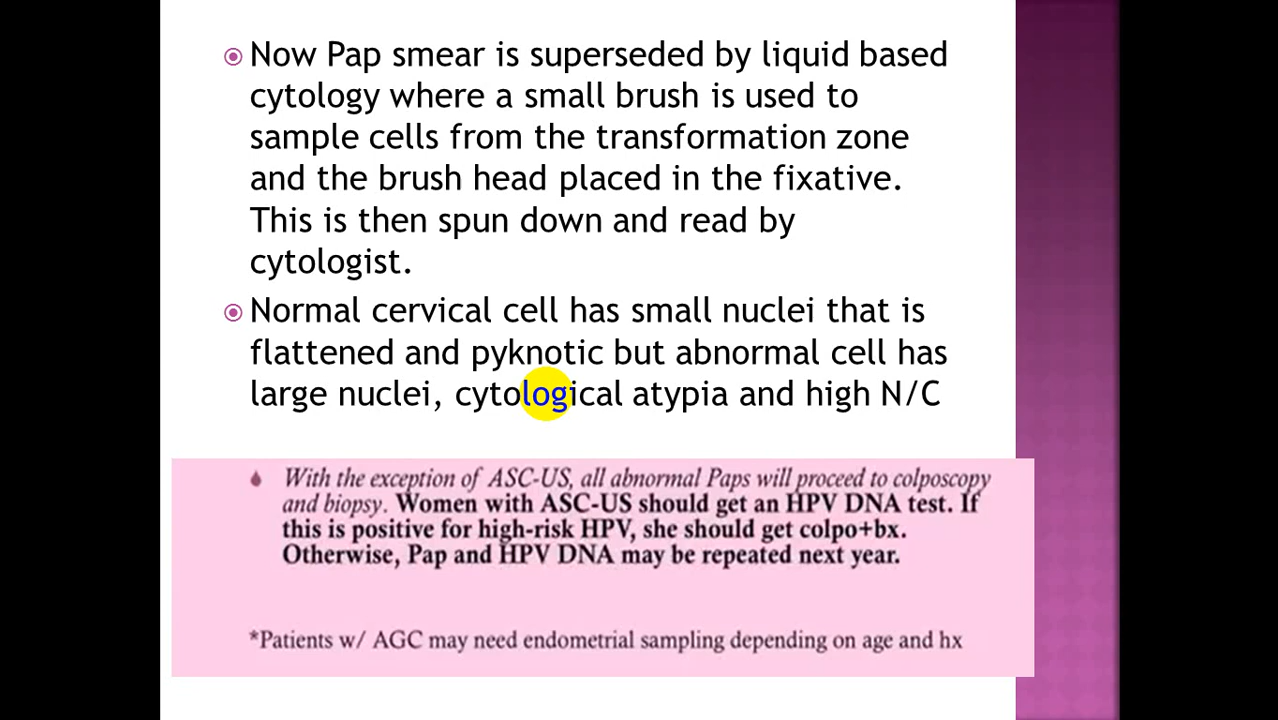 Now Pap smear is superseded by liquid based
cytology where a small brush is used to
sample cells from the transformation zone
and the brush head placed in the fixative.
This is then spun down and read by
cytologist.
Normal cervical cell has small nuclei that is
flattened and pyknotic but abnormal cell has
large nuclei, cytological atypia and high N/C
With the exception of ASC-US, all abnormal Paps will proceed to colposcopy
and biopsy. Women with ASC-US should get an HPV DNA test. If
this is positive for high-risk HPV, she should get colpo+bx.
Otherwise, Pap and HPV DNA may be repeated next year.
*Patients w/ AGC may need endometrial sampling depending on age and hx